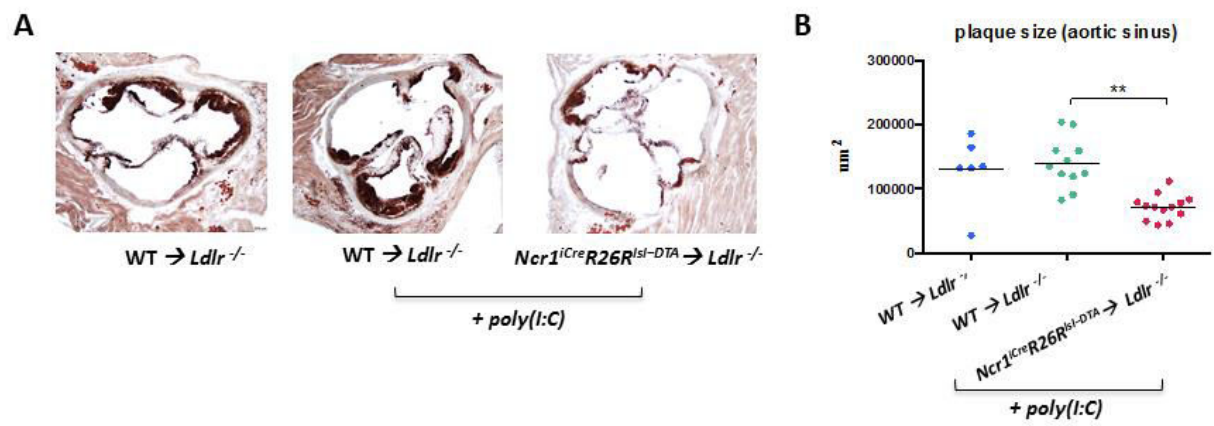 A
WT → Ldlr -/-
WT → Ldlr -/-
Ncr1iCreR26Rlsl-DTA → Ldlr -/-
+ poly(I:C)
B
plaque size (aortic sinus)
300000
200000
100000
0
um²
**
WT → Ldlr -/
WT → Ldlr -/-
Ncr1iCreR26Rlsl-DTA → Ldlr -/-
+ poly(I:C)